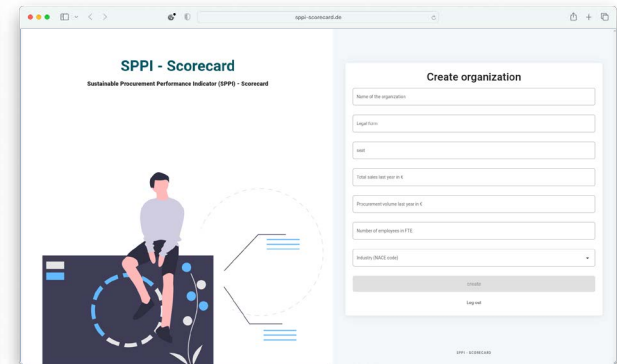 sppi-scorecard.de
SPPI - Scorecard
Sustainable Procurement Performance Indicator (SPPI) - Scorecard
Create organization
Name of the organization
Legal form
seat
Total sales last year in €
Procurement volume last year in €
Number of employees in FTE
Industry (NACE code)
create
Log out
SPPI - SCORECARD